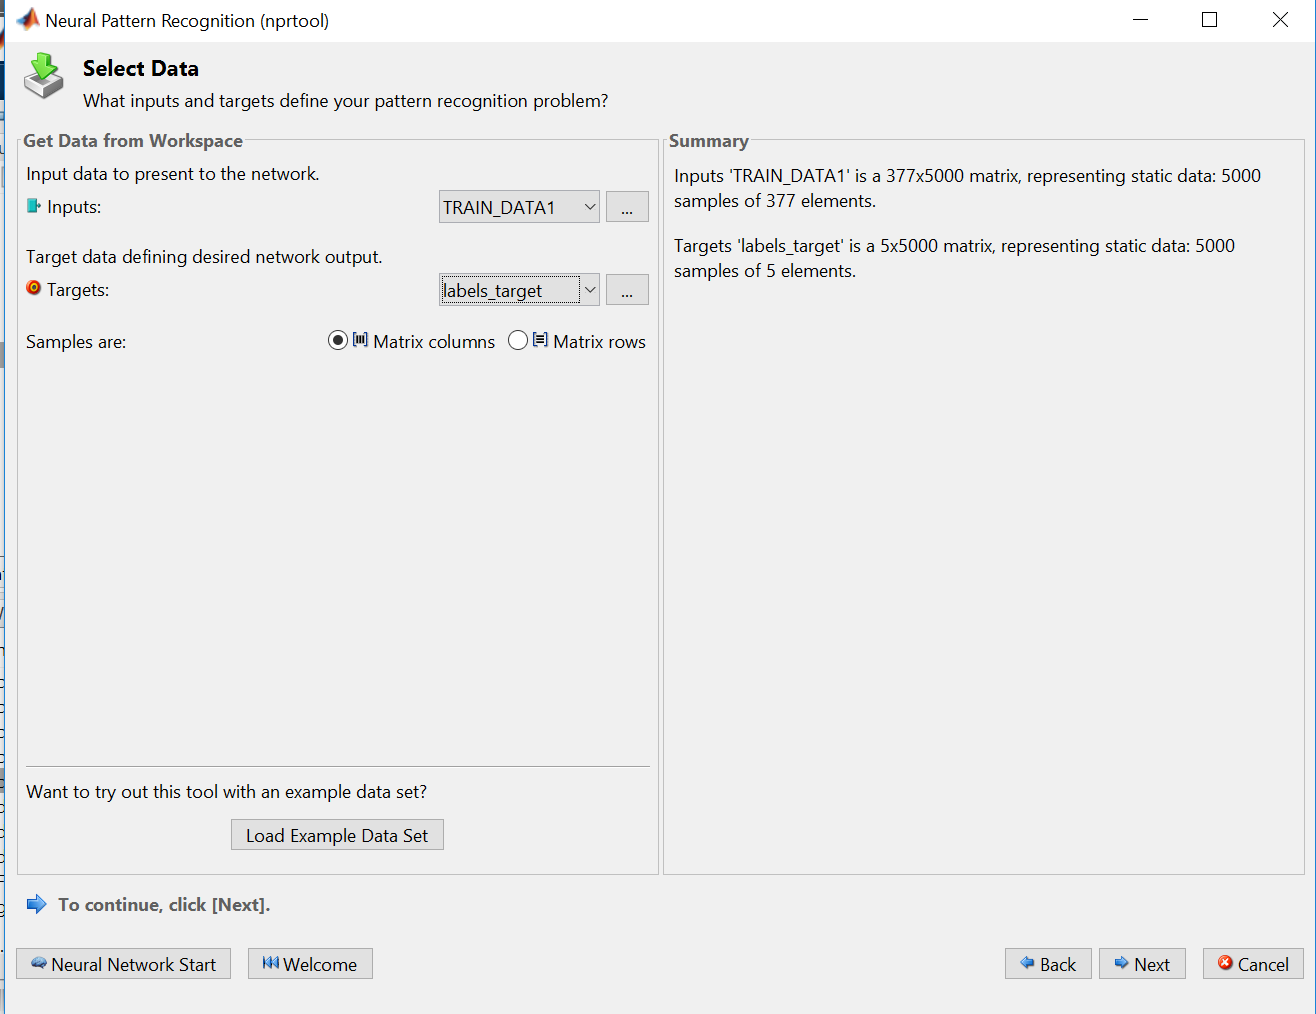 Neural Pattern Recognition (nprtool)
Select Data
What inputs and targets define your pattern recognition problem?
Get Data from Workspace
Input data to present to the network.
Inputs:
TRAIN_DATA1
...
Target data defining desired network output.
Targets:
labels_target
...
Samples are:
Matrix columns
Matrix rows
Want to try out this tool with an example data set?
Load Example Data Set
Summary
Inputs 'TRAIN_DATA1' is a 377x5000 matrix, representing static data: 5000
samples of 377 elements.
Targets 'labels_target' is a 5x5000 matrix, representing static data: 5000
samples of 5 elements.
To continue, click [Next].
Neural Network Start
Welcome
Back
Next
Cancel